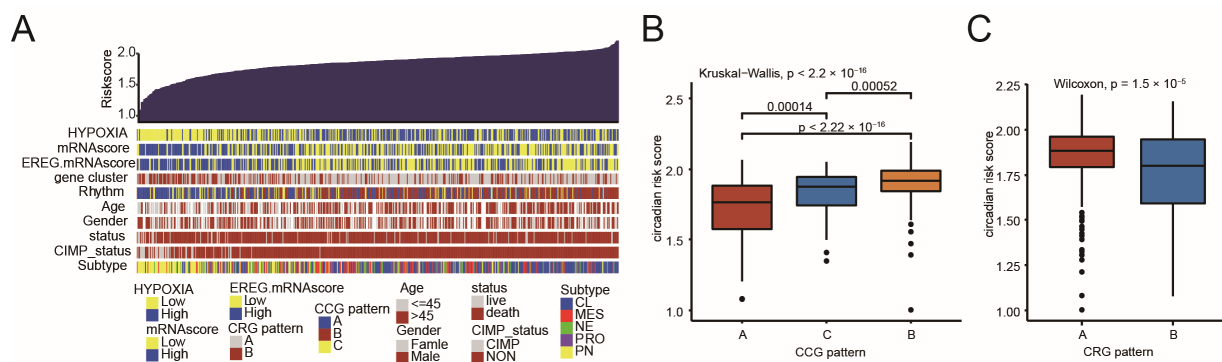 A
Riskscore
2.0
1.5
1.0
HYPOXIA
mRNAscore
EREG.mRNAscore
gene cluster
Rhythm
Age
Gender
status
CIMP_status
Subtype
HYPOXIA
Low
High
mRNAscore
Low
High
EREG.mRNAscore
Low
High
CRG pattern
A
B
CCG pattern
A
B
C
Age
<=45
>45
Gender
Famle
Male
status
live
death
CIMP_status
CIMP
NON
Subtype
CL
MES
NE
PRO
PN
B
Kruskal-Wallis, p < 2.2 × 10⁻¹⁶
0.00052
0.00014
p < 2.22 × 10⁻¹⁶
circadian risk score
2.5
2.0
1.5
1.0
A
C
B
CCG pattern
C
Wilcoxon, p = 1.5 × 10⁻⁵
circadian risk score
2.25
2.00
1.75
1.50
1.25
1.00
A
B
CRG pattern